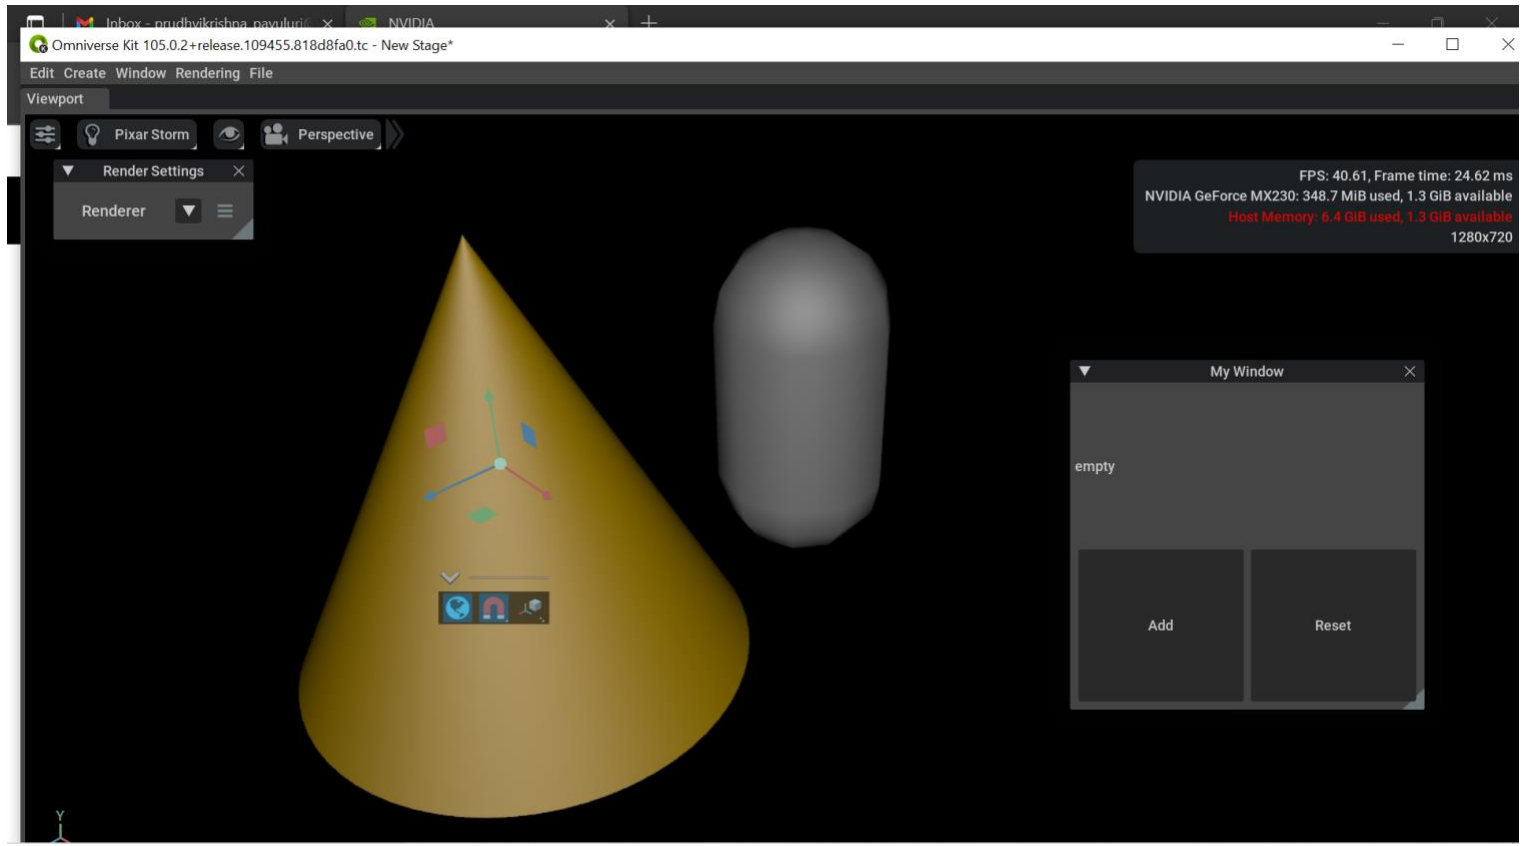 Inbox - prudhvikrishna_pavuluri
NVIDIA
Omniverse Kit 105.0.2+release.109455.818d8fa0.tc - New Stage*
Edit Create Window Rendering File
Viewport
Pixar Storm Perspective
Render Settings
Renderer
FPS: 40.61, Frame time: 24.62 ms
NVIDIA GeForce MX230: 348.7 MiB used, 1.3 GiB available
Host Memory: 6.4 GiB used, 1.3 GiB available
1280x720
My Window
empty
Add Reset
Y